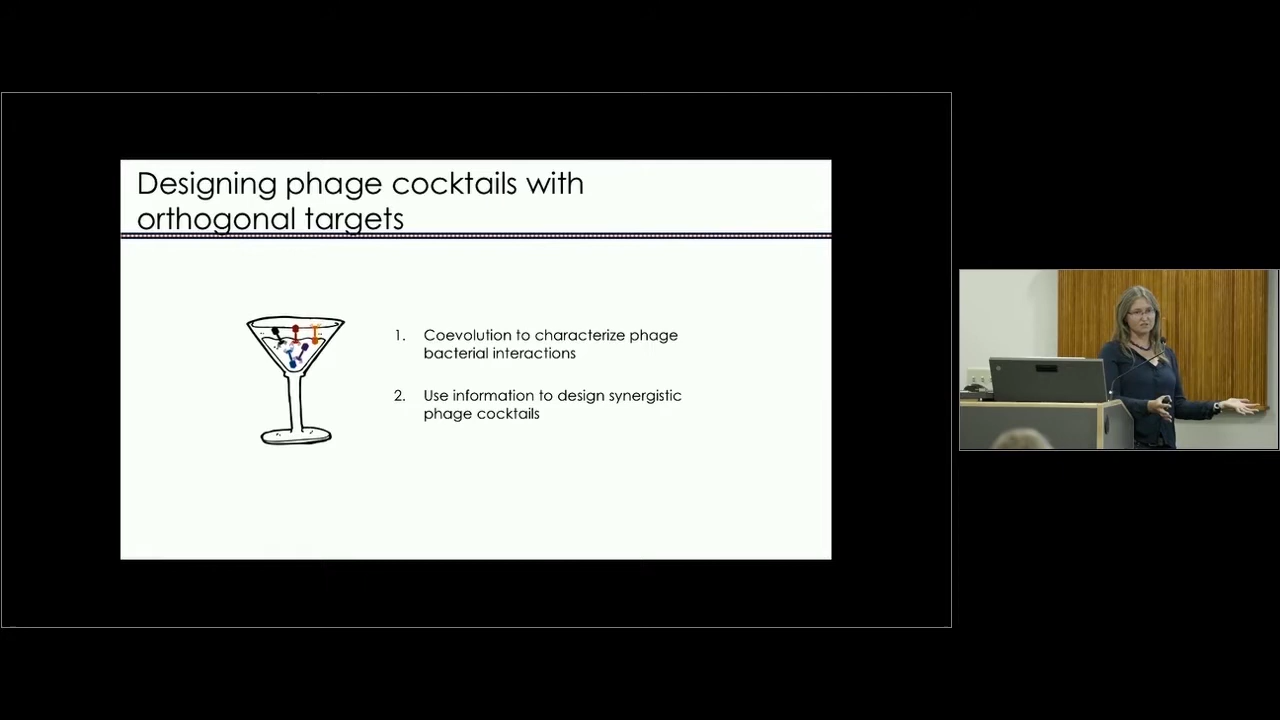 Designing phage cocktails with
orthogonal targets
1. Coevolution to characterize phage
bacterial interactions
2. Use information to design synergistic
phage cocktails